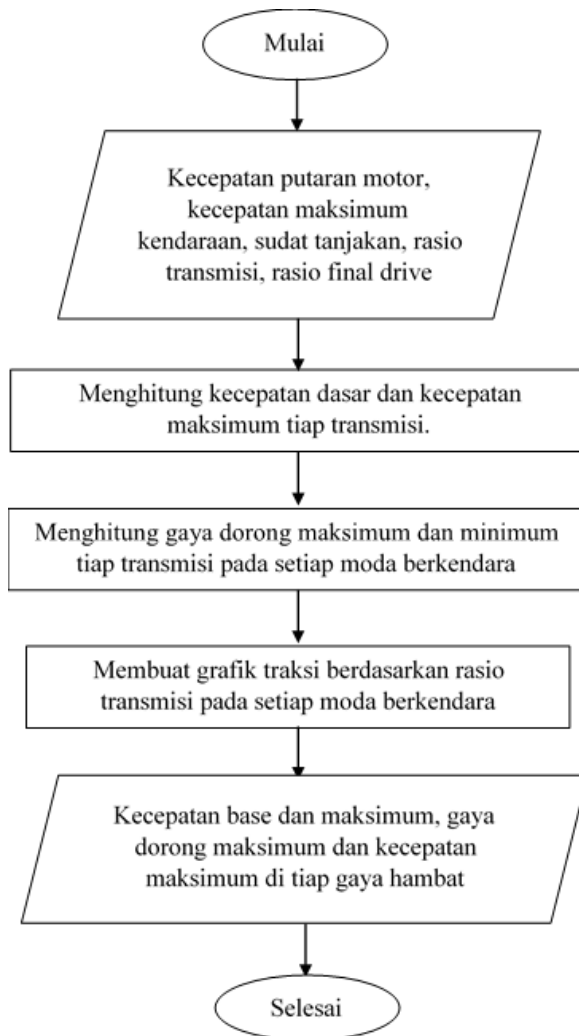 Mulai
Kecepatan putaran motor,
kecepatan maksimum
kendaraan, sudat tanjakan, rasio
transmisi, rasio final drive
Menghitung kecepatan dasar dan kecepatan
maksimum tiap transmisi.
Menghitung gaya dorong maksimum dan minimum
tiap transmisi pada setiap moda berkendara
Membuat grafik traksi berdasarkan rasio
transmisi pada setiap moda berkendara
Kecepatan base dan maksimum, gaya
dorong maksimum dan kecepatan
maksimum di tiap gaya hambat
Selesai